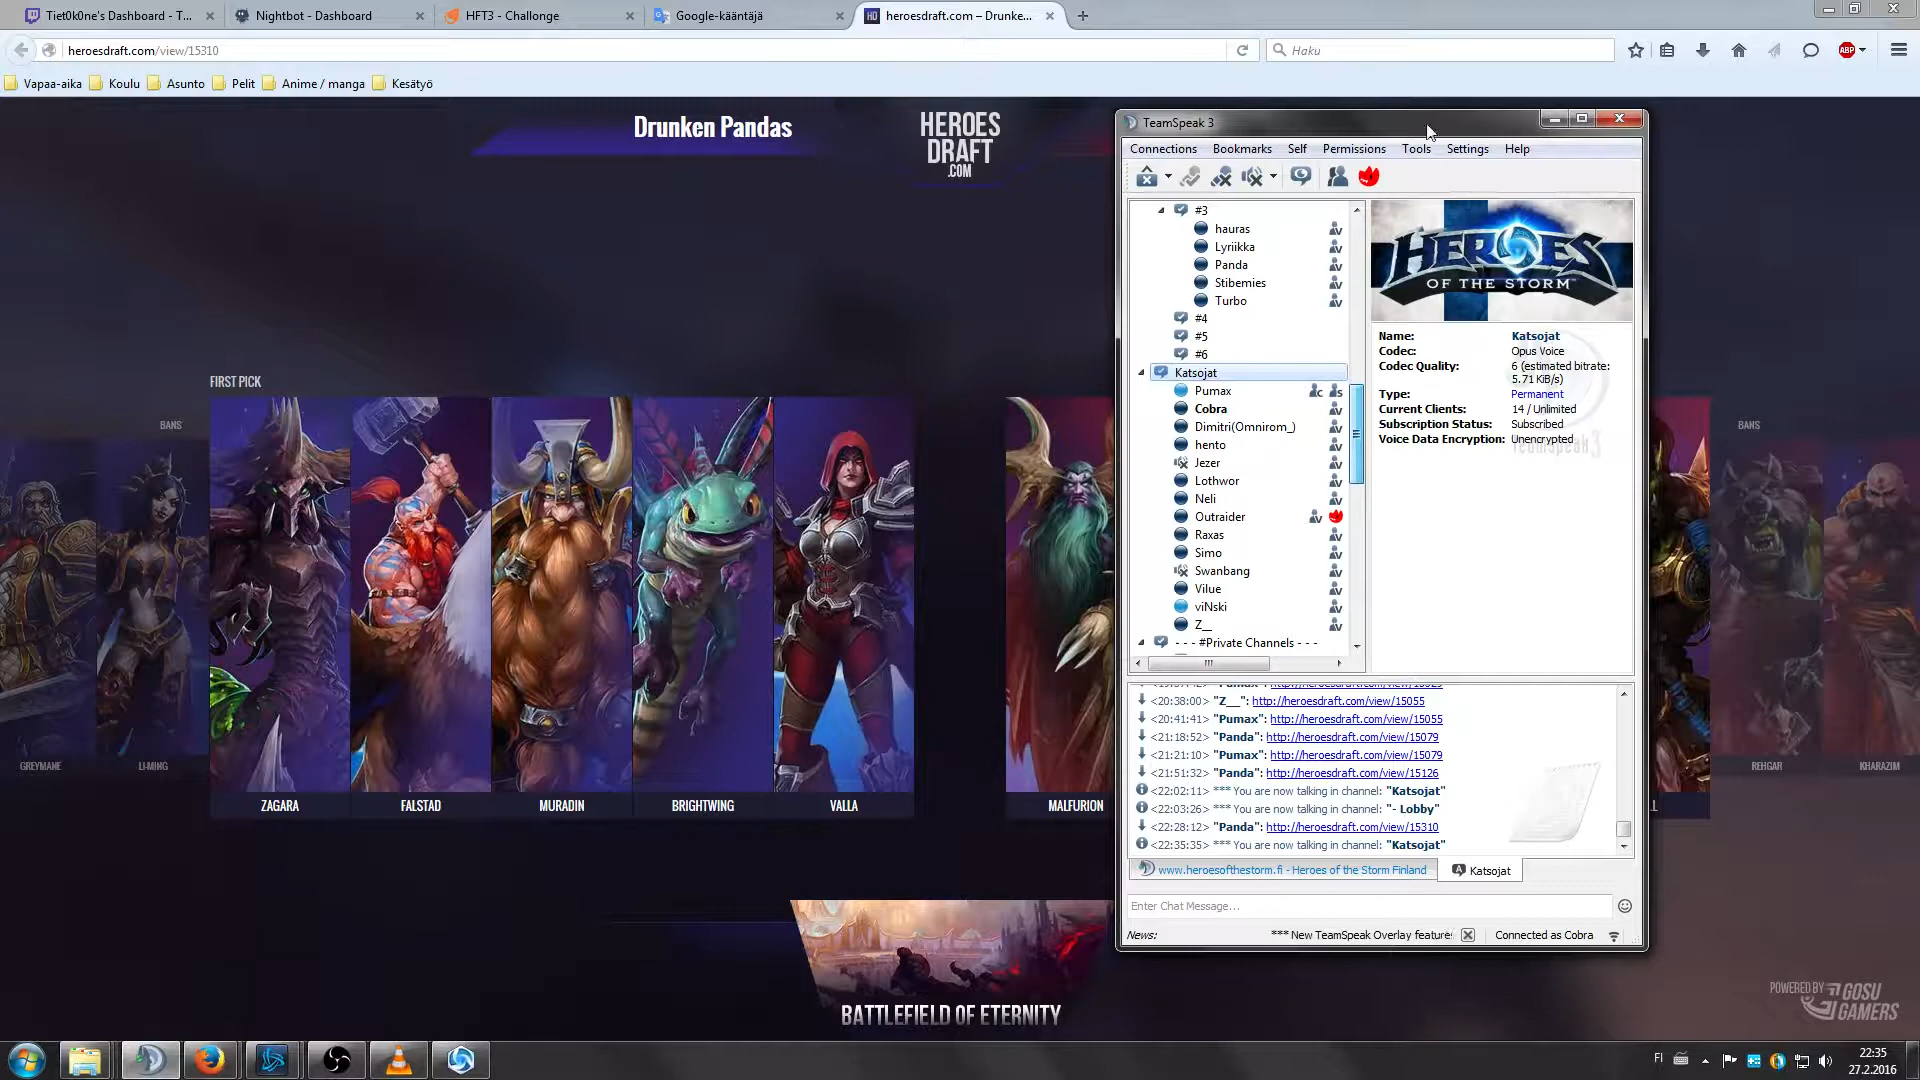 Tiet0k0ne's Dashboard - T...
Nightbot - Dashboard
HFT3 - Challonge
Google-kääntäjä
HD heroesdraft.com – Drunke...
heroesdraft.com/view/15310
Haku
ABP
Vapaa-aika
Koulu
Asunto
Pelit
Anime / manga
Kesätyö
Drunken Pandas
HEROES
DRAFT
.COM
FIRST PICK
BANS
GREYMANE
LI-MING
ZAGARA
FALSTAD
MURADIN
BRIGHTWING
VALLA
MALFURION
BANS
REHGAR
KHARAZIM
BATTLEFIELD OF ETERNITY
POWERED BY
GOSU
GAMERS
TeamSpeak 3
Connections Bookmarks Self Permissions Tools Settings Help
#3
hauras
Lyriikka
Panda
Stibemies
Turbo
#4
#5
#6
Katsojat
Pumax
Cobra
Dimitri(Omnirom_)
hento
Jezer
Lothwor
Neli
Outraider
Raxas
Simo
Swanbang
Vilue
viNski
Z__
- - - #Private Channels - - -
HEROES
OF THE STORM™
Name: Katsojat
Codec: Opus Voice
Codec Quality: 6 (estimated bitrate:
5.71 KiB/s)
Type: Permanent
Current Clients: 14 / Unlimited
Subscription Status: Subscribed
Voice Data Encryption: Unencrypted
teamspeak3
<20:38:00> "Z__": http://heroesdraft.com/view/15055
<20:41:41> "Pumax": http://heroesdraft.com/view/15055
<21:18:52> "Panda": http://heroesdraft.com/view/15079
<21:21:10> "Pumax": http://heroesdraft.com/view/15079
<21:51:32> "Panda": http://heroesdraft.com/view/15126
<22:02:11> *** You are now talking in channel: "Katsojat"
<22:03:26> *** You are now talking in channel: "- Lobby"
<22:28:12> "Panda": http://heroesdraft.com/view/15310
<22:35:35> *** You are now talking in channel: "Katsojat"
www.heroesofthestorm.fi - Heroes of the Storm Finland
Katsojat
Enter Chat Message...
News: *** New TeamSpeak Overlay feature: Connected as Cobra
FI
22:35
27.2.2016